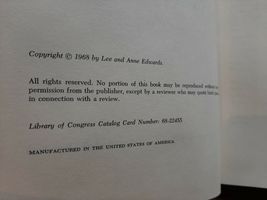 Copyright © 1968 by Lee and Anne Edwards.
All rights reserved. No portion of this book may be reproduced without
permission from the publisher, except by a reviewer who may quote brief
in connection with a review.
Library of Congress Catalog Card Number: 68-22455
MANUFACTURED IN THE UNITED STATES OF AMERICA